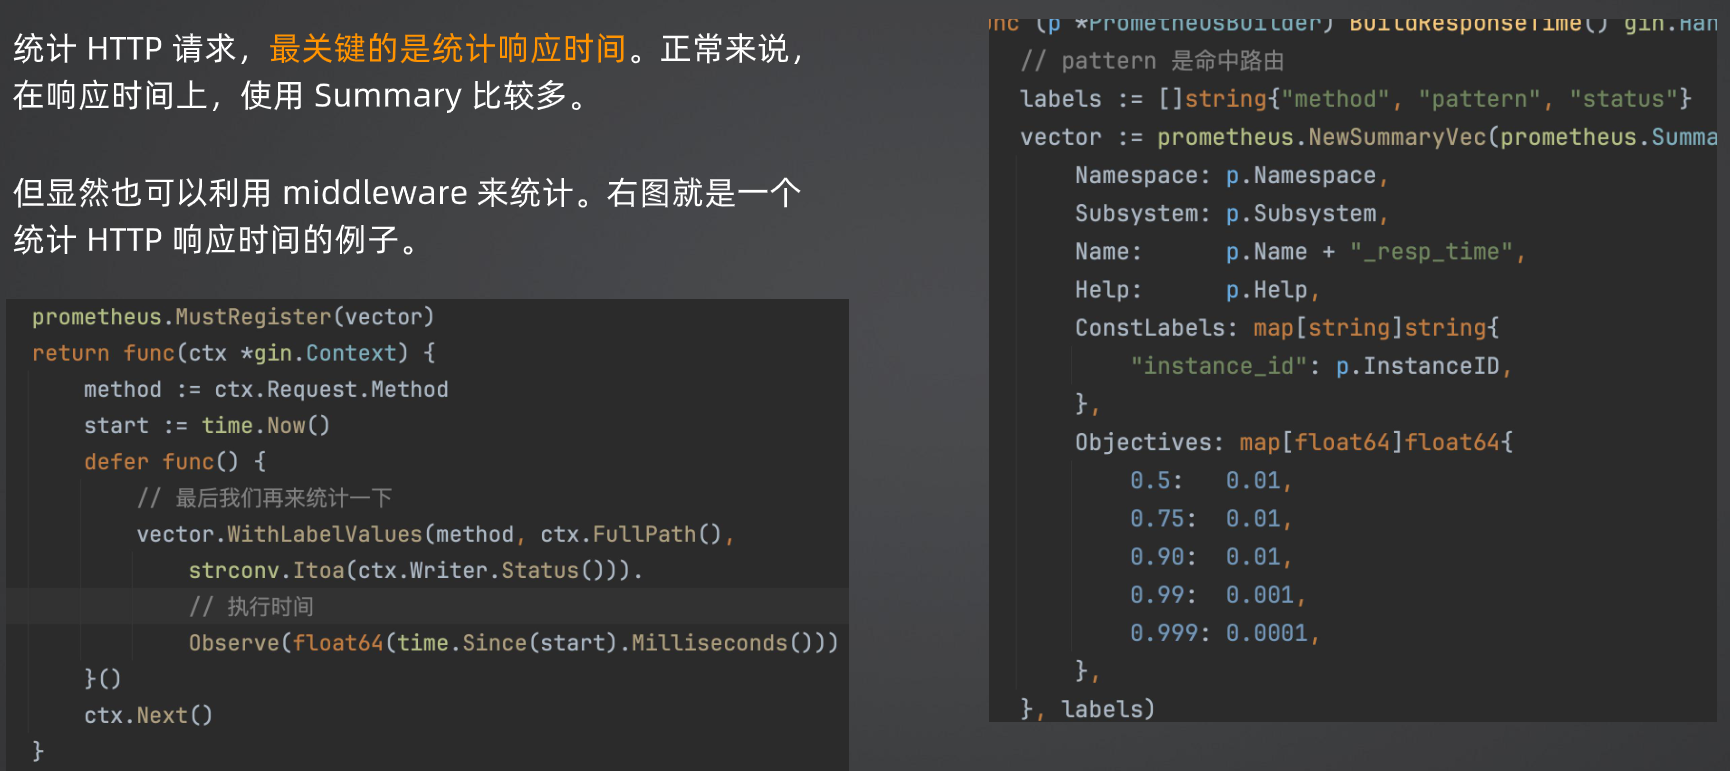 统计 HTTP 请求，最关键的是统计响应时间。正常来说，
在响应时间上，使用 Summary 比较多。
但显然也可以利用 middleware 来统计。右图就是一个
统计 HTTP 响应时间的例子。
prometheus.MustRegister(vector)
return func(ctx *gin.Context) {
method := ctx.Request.Method
start := time.Now()
defer func() {
// 最后我们再来统计一下
vector.WithLabelValues(method, ctx.FullPath(),
strconv.Itoa(ctx.Writer.Status())).
// 执行时间
Observe(float64(time.Since(start).Milliseconds()))
}()
ctx.Next()
}
(p *PrometheusBuilder) BuildResponseTime() gin.Han
// pattern 是命中路由
labels := []string{"method", "pattern", "status"}
vector := prometheus.NewSummaryVec(prometheus.Summa
Namespace: p.Namespace,
Subsystem: p.Subsystem,
Name: p.Name + "_resp_time",
Help: p.Help,
ConstLabels: map[string]string{
"instance_id": p.InstanceID,
},
Objectives: map[float64]float64{
0.5: 0.01,
0.75: 0.01,
0.90: 0.01,
0.99: 0.001,
0.999: 0.0001,
},
}, labels)